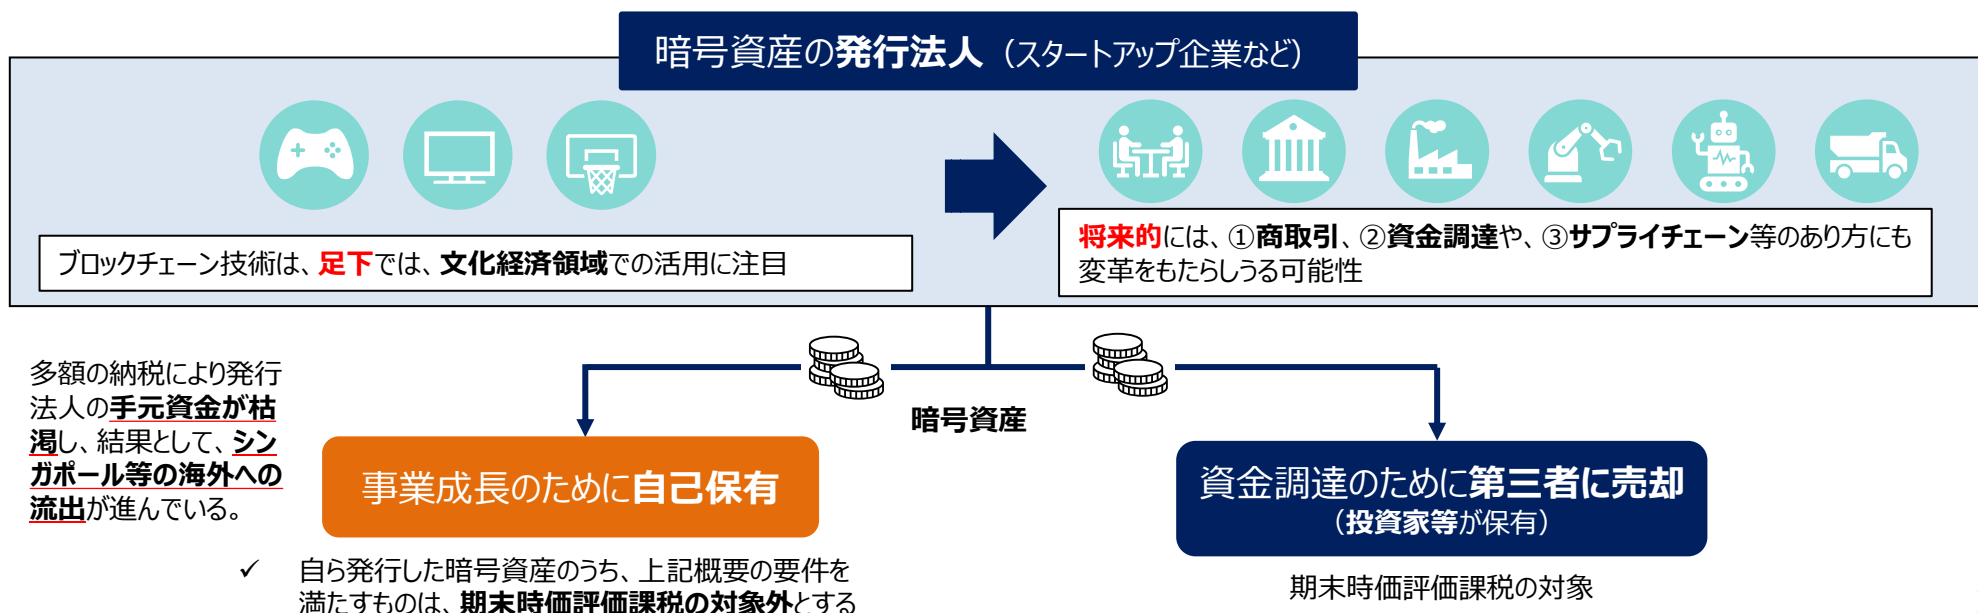 暗号資産の発行法人（スタートアップ企業など）
ブロックチェーン技術は、足下では、文化経済領域での活用に注目
将来的には、①商取引、②資金調達や、③サプライチェーン等のあり方にも
変革をもたらしうる可能性
多額の納税により発行
法人の手元資金が枯
渇し、結果として、シン
ガポール等の海外への
流出が進んでいる。
暗号資産
事業成長のために自己保有
資金調達のために第三者に売却
（投資家等が保有）
✓ 自ら発行した暗号資産のうち、上記概要の要件を
満たすものは、期末時価評価課税の対象外とする
期末時価評価課税の対象